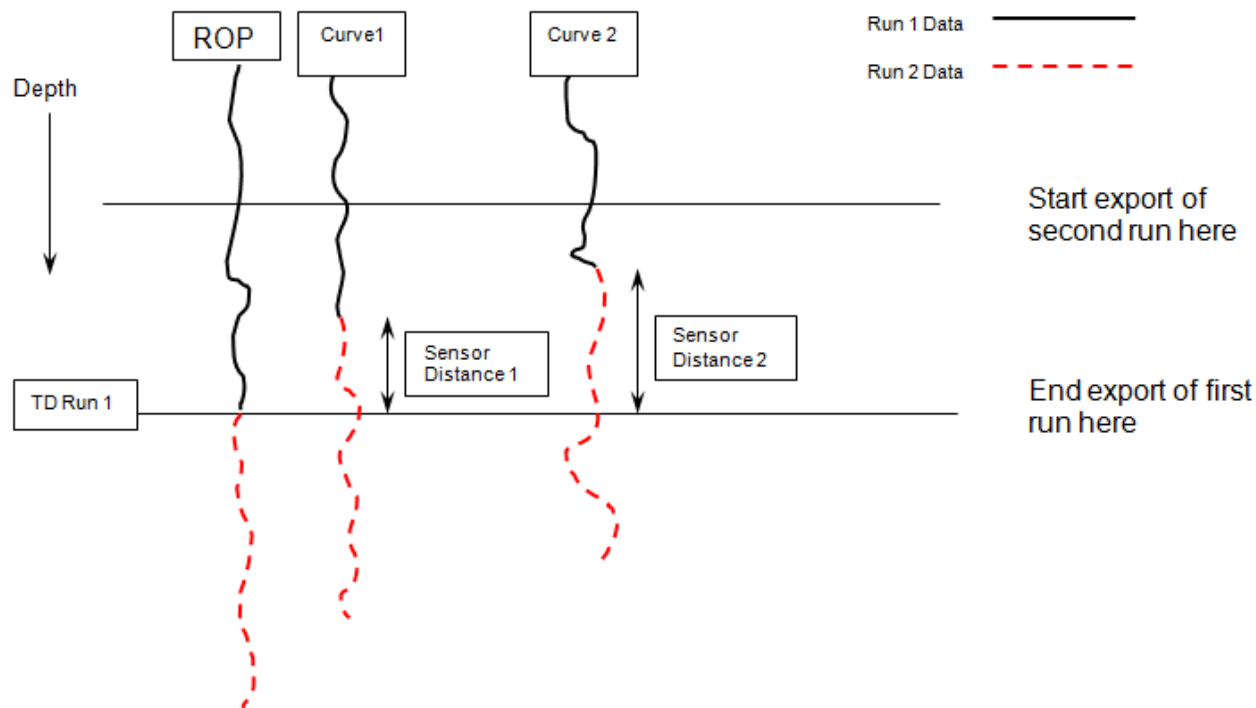 ROP
Curve1
Curve 2
Run 1 Data
Run 2 Data
Depth
Start export of
second run here
Sensor
Distance 1
Sensor
Distance 2
TD Run 1
End export of first
run here